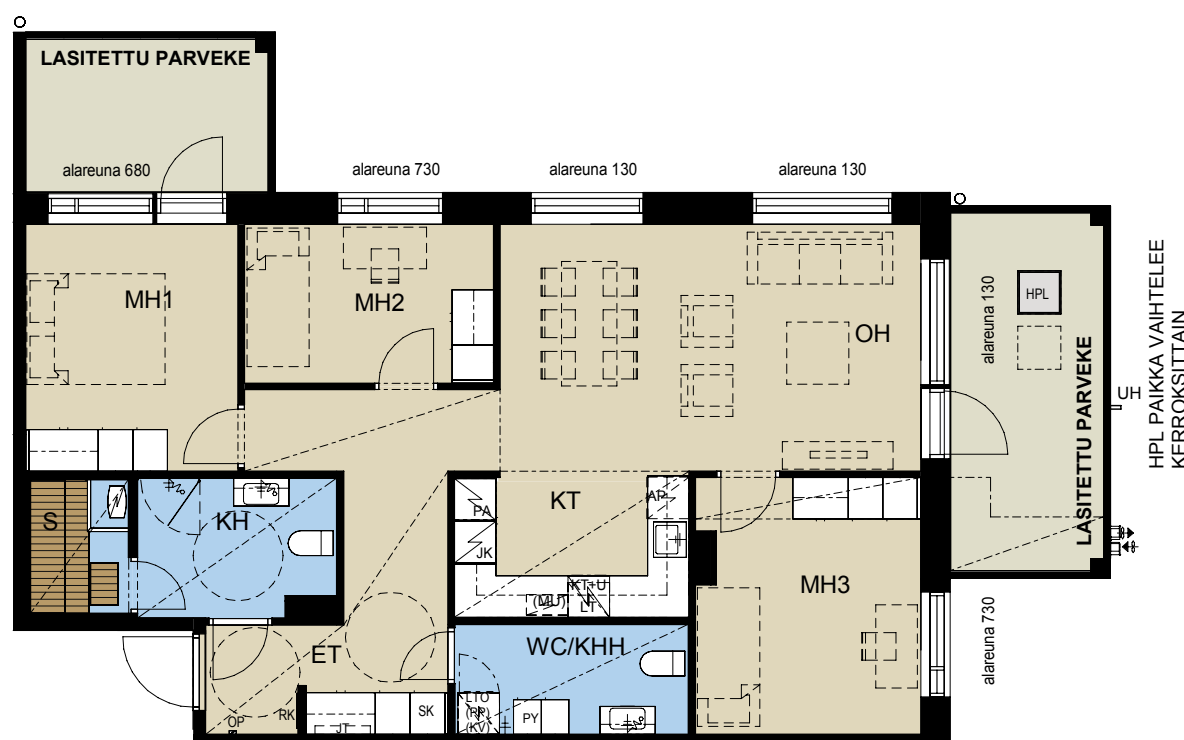 LASITETTU PARVEKE
alareuna 680
alareuna 730
alareuna 130
alareuna 130
MH1
MH2
OH
alareuna 130
HPL
LASITETTU PARVEKE
UH
HPL PAIKKA VAIHTELEE
KERROKSITTAIN
S
KH
PA
JK
KT
AP
(MU)
KT+U
LT
MH3
alareuna 730
ET
WC/KHH
OP
RK
JT
SK
LTO
(RP)
(KV)
PY